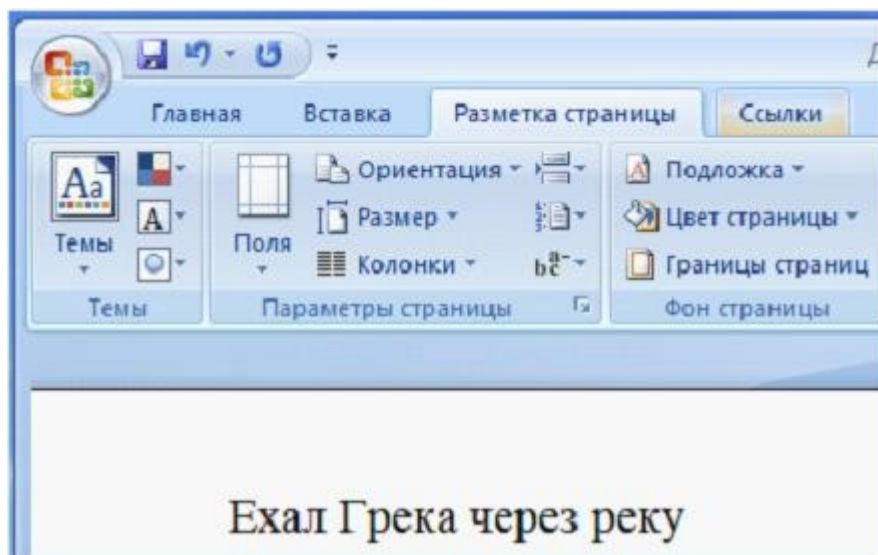 Главная Вставка Разметка страницы Ссылки
Ориентация
Подложка
Aa
A
Размер
Цвет страницы
Темы Поля
Колонки
Границы страниц
Темы Параметры страницы Фон страницы
Ехал Грека через реку